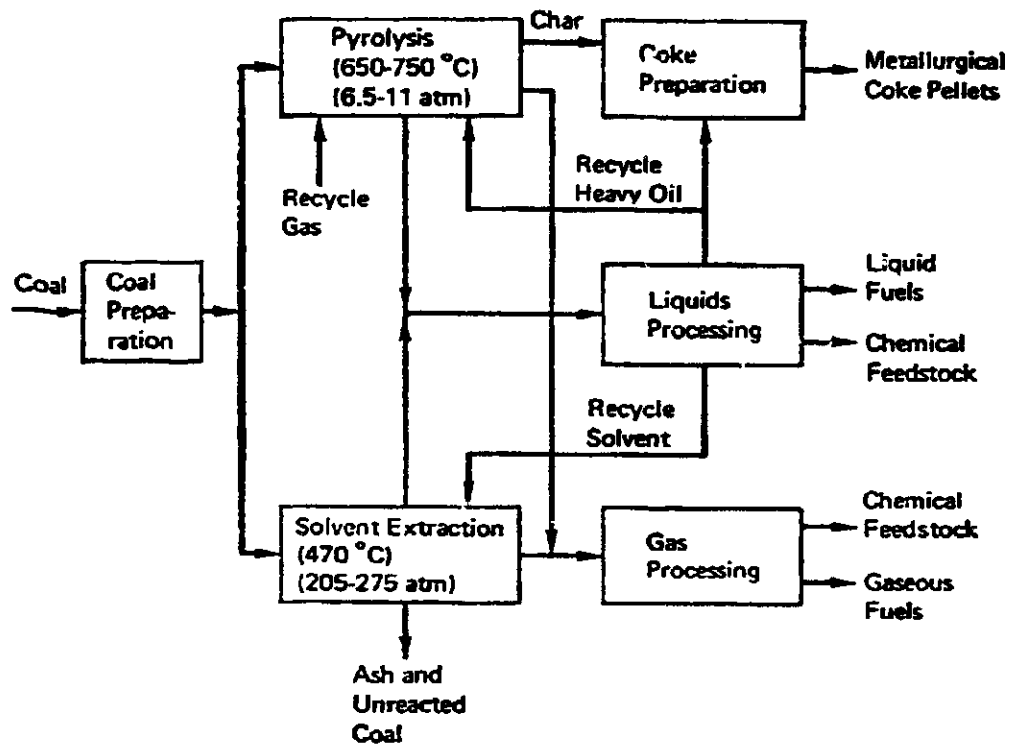 Char
Pyrolysis
(650-750 °C)
(6.5-11 atm)
Coke
Preparation
Metallurgical
Coke Pellets
Recycle
Heavy Oil
Recycle
Gas
Coal
Coal
Prepa-
ration
Liquids
Processing
Liquid
Fuels
Chemical
Feedstock
Recycle
Solvent
Solvent Extraction
(470 °C)
(205-275 atm)
Gas
Processing
Chemical
Feedstock
Gaseous
Fuels
Ash and
Unreacted
Coal